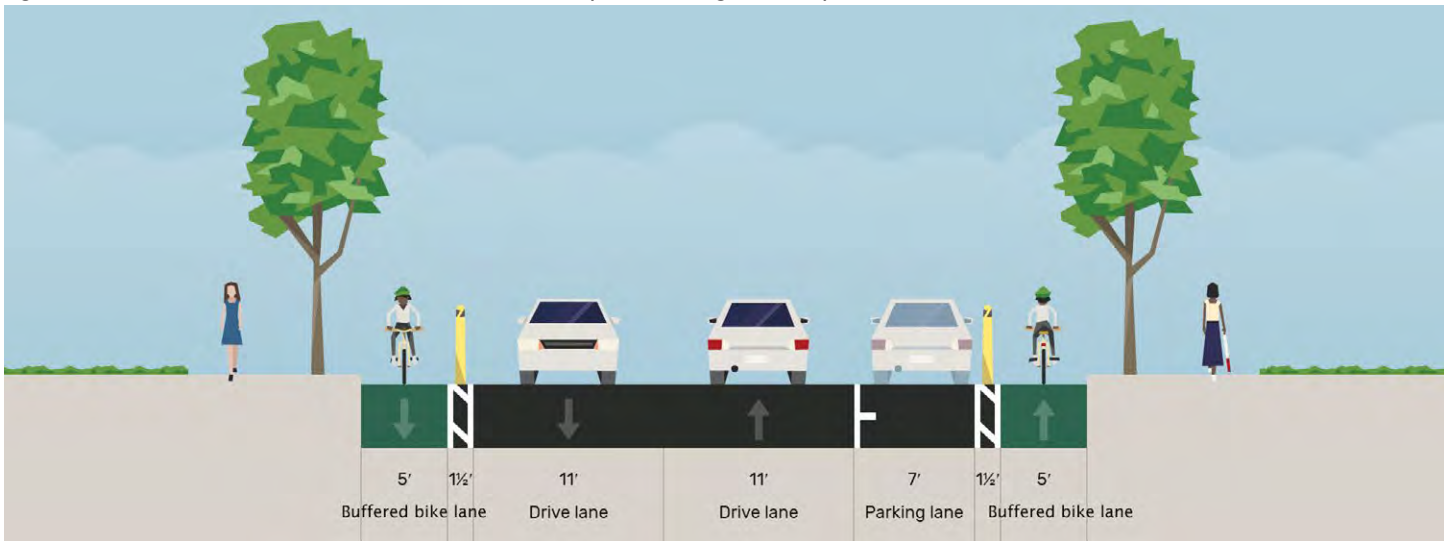 5′ 1½′ 11′ 11′ 7′ 1½′ 5′
Buffered bike lane Drive lane Drive lane Parking lane Buffered bike lane